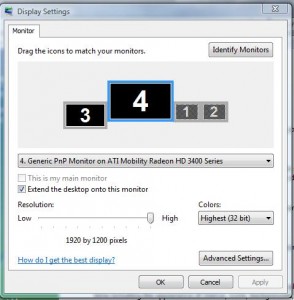 Display Settings
Monitor
Drag the icons to match your monitors.
Identify Monitors
3
4
1
2
4. Generic PnP Monitor on ATI Mobility Radeon HD 3400 Series
This is my main monitor
Extend the desktop onto this monitor
Resolution:
Colors:
Low
High
Highest (32 bit)
1920 by 1200 pixels
How do I get the best display?
Advanced Settings...
OK
Cancel
Apply